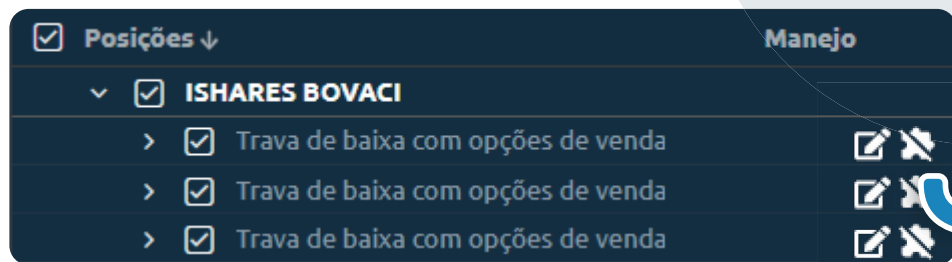 Posições ↓ Manejo
ISHARES BOVACI
Trava de baixa com opções de venda
Trava de baixa com opções de venda
Trava de baixa com opções de venda